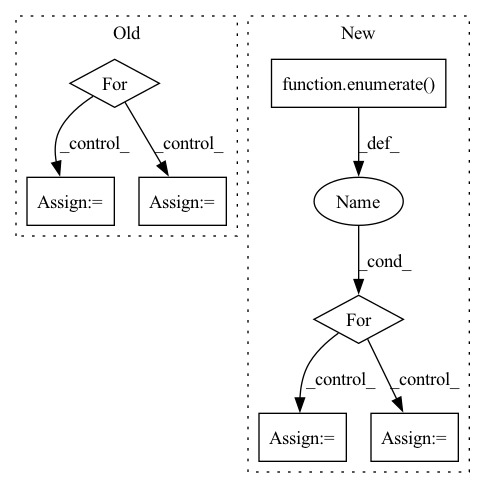 Old
For
_control_
_control_
Assign:=
Assign:=
New
function.enumerate()
_def_
Name
_cond_
For
_control_
_control_
Assign:=
Assign:=